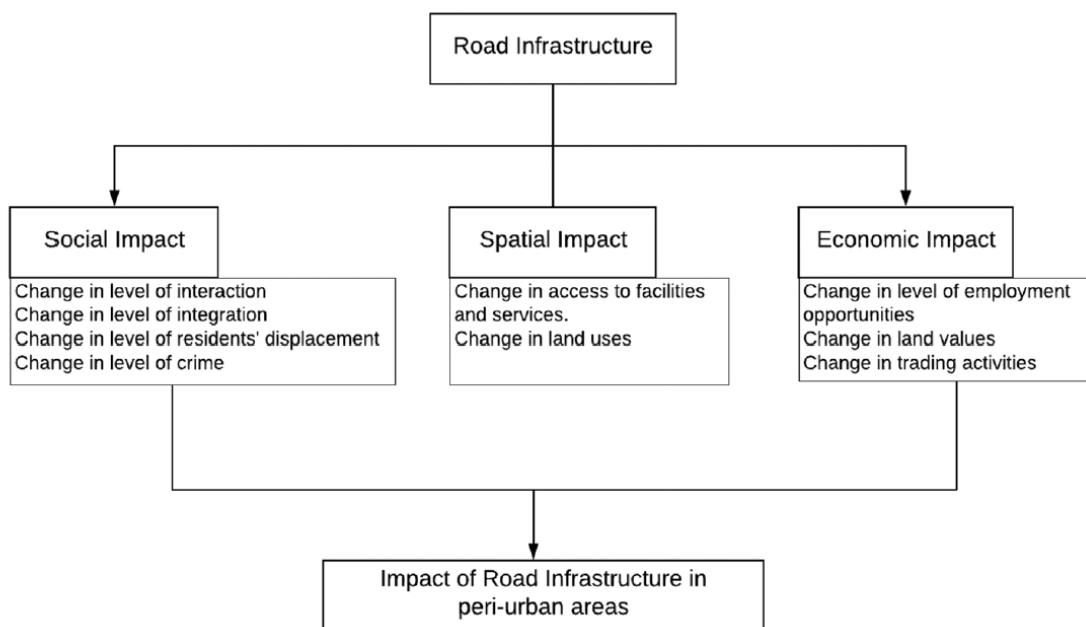 Road Infrastructure
Social Impact
Change in level of interaction
Change in level of integration
Change in level of residents' displacement
Change in level of crime
Spatial Impact
Change in access to facilities
and services.
Change in land uses
Economic Impact
Change in level of employment
opportunities
Change in land values
Change in trading activities
Impact of Road Infrastructure in
peri-urban areas